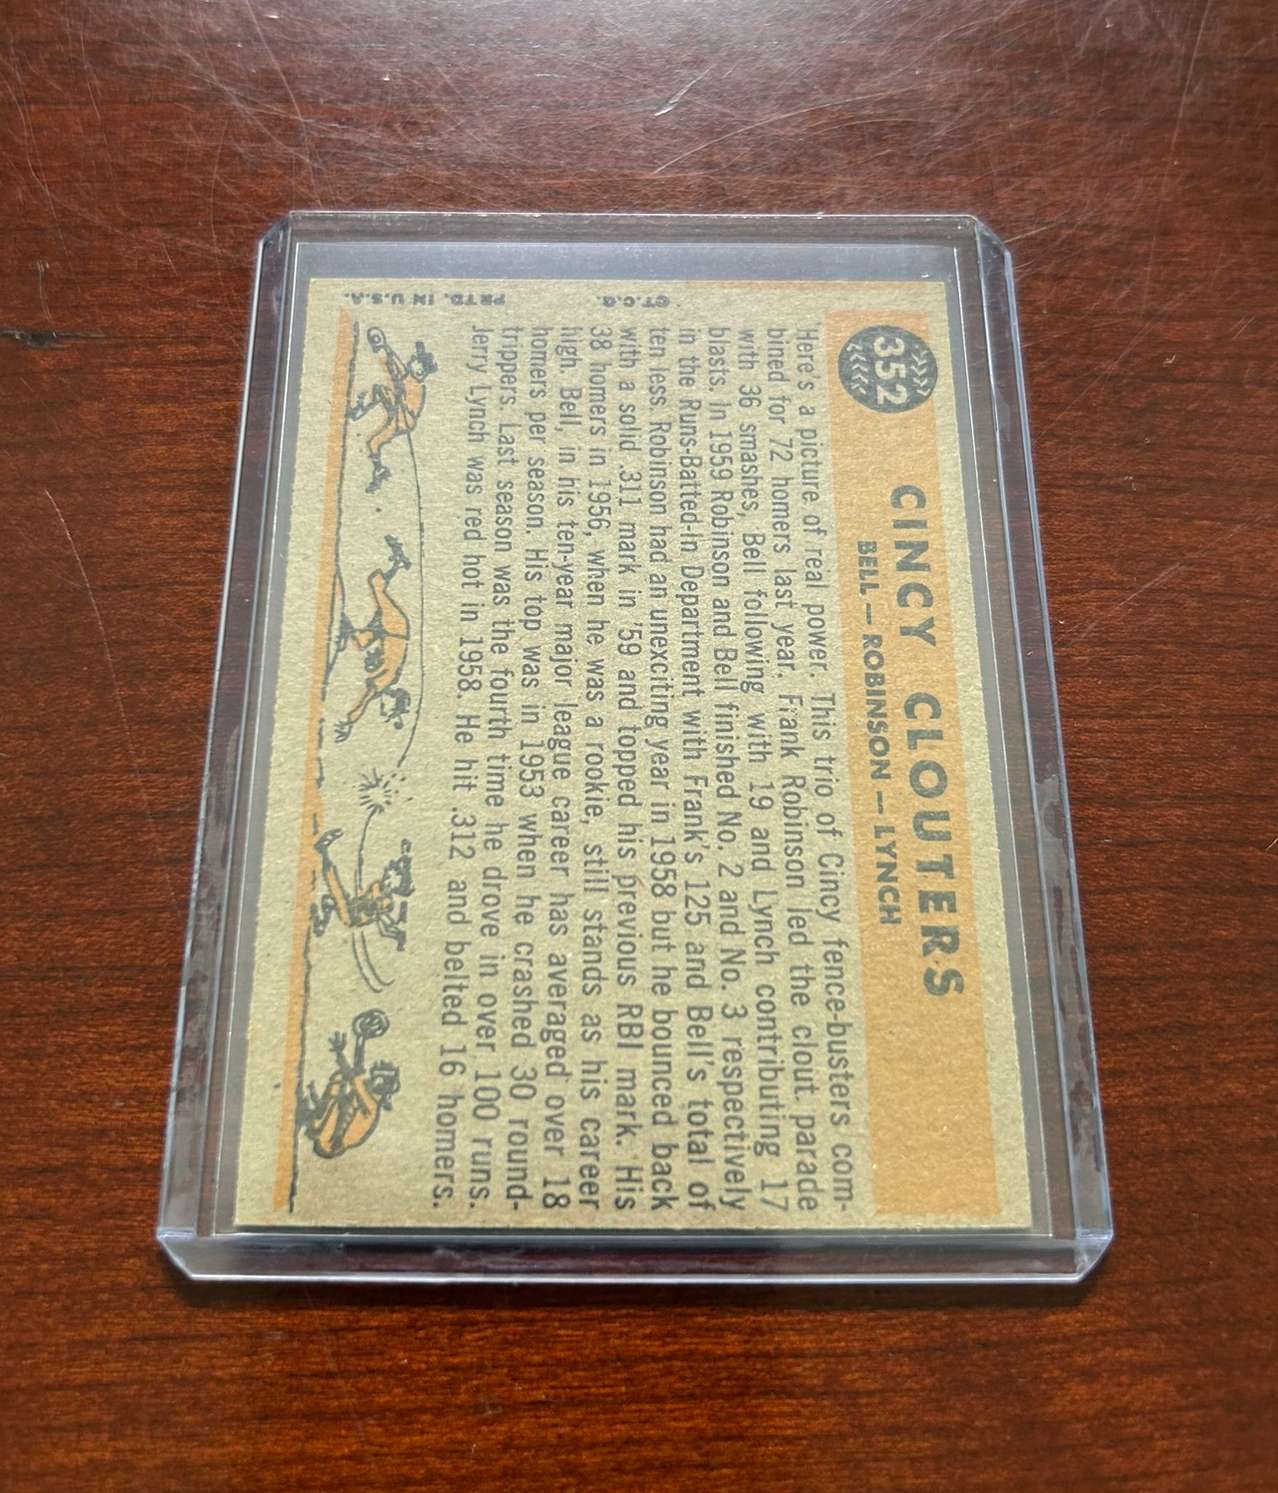 352
CINCY CLOUTERS
BELL — ROBINSON — LYNCH
Here's a picture of real power. This trio of Cincy fence-busters com-
bined for 72 homers last year. Frank Robinson led the clout parade
with 36 smashes, Bell following with 19 and Lynch contributing 17
blasts. In 1959 Robinson and Bell finished No. 2 and No. 3 respectively
in the Runs-Batted-In Department with Frank's 125 and Bell's total of
ten less. Robinson had an unexciting year in 1958 but he bounced back
with a solid .311 mark in '59 and topped his previous RBI mark. His
38 homers in 1956, when he was a rookie, still stands as his career
high. Bell, in his ten-year major league career has averaged over 18
homers per season. His top was in 1953 when he crashed 30 round-
trippers. Last season was the fourth time he drove in over 100 runs.
Jerry Lynch was red hot in 1958. He hit .312 and belted 16 homers.
©T.C.G. PRTD. IN U.S.A.